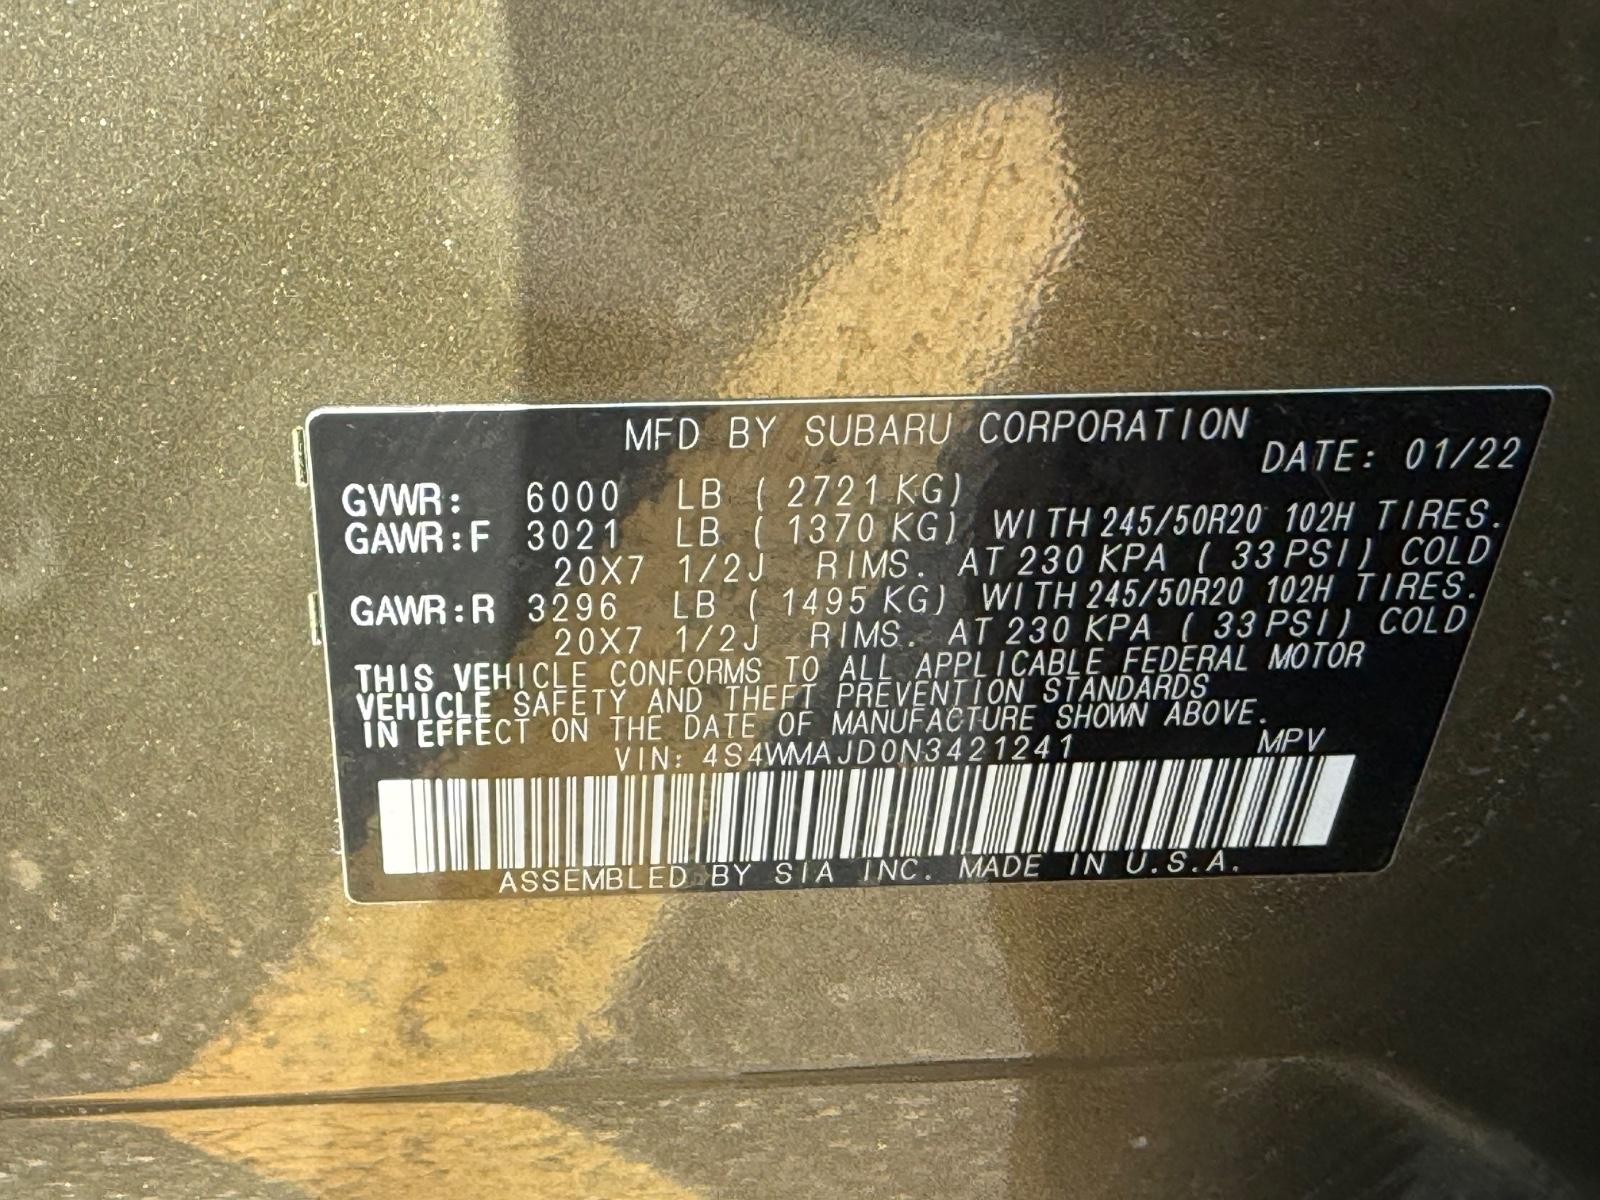 MFD BY SUBARU CORPORATION
DATE: 01/22
GVWR: 6000 LB ( 2721 KG)
GAWR:F 3021 LB ( 1370 KG) WITH 245/50R20 102H TIRES.
20X7 1/2J RIMS. AT 230 KPA ( 33 PSI) COLD
GAWR:R 3296 LB ( 1495 KG) WITH 245/50R20 102H TIRES.
20X7 1/2J RIMS. AT 230 KPA ( 33 PSI) COLD
THIS VEHICLE CONFORMS TO ALL APPLICABLE FEDERAL MOTOR
VEHICLE SAFETY AND THEFT PREVENTION STANDARDS
IN EFFECT ON THE DATE OF MANUFACTURE SHOWN ABOVE.
VIN: 4S4WMAJD0N3421241 MPV
ASSEMBLED BY SIA INC. MADE IN U.S.A.